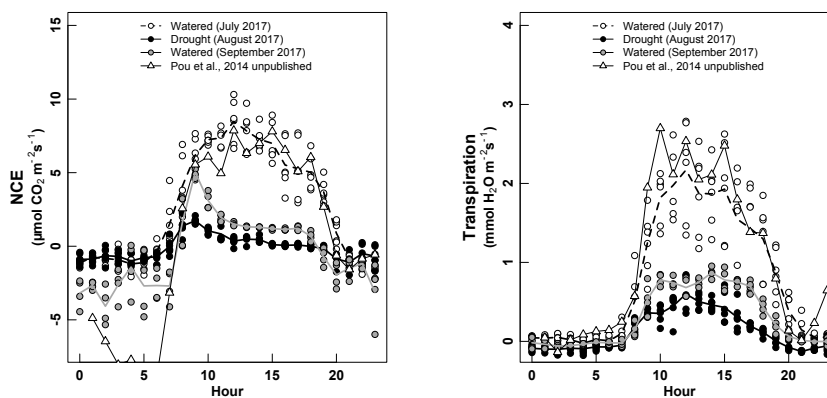 Watered (July 2017)
Drought (August 2017)
Watered (September 2017)
Pou et al., 2014 unpublished
15
10
5
0
-5
NCE
(μmol CO2 m−2s−1)
0 5 10 15 20
Hour
Watered (July 2017)
Drought (August 2017)
Watered (September 2017)
Pou et al., 2014 unpublished
4
3
2
1
0
Transpiration
(mmol H2O m−2s−1)
0 5 10 15 20
Hour